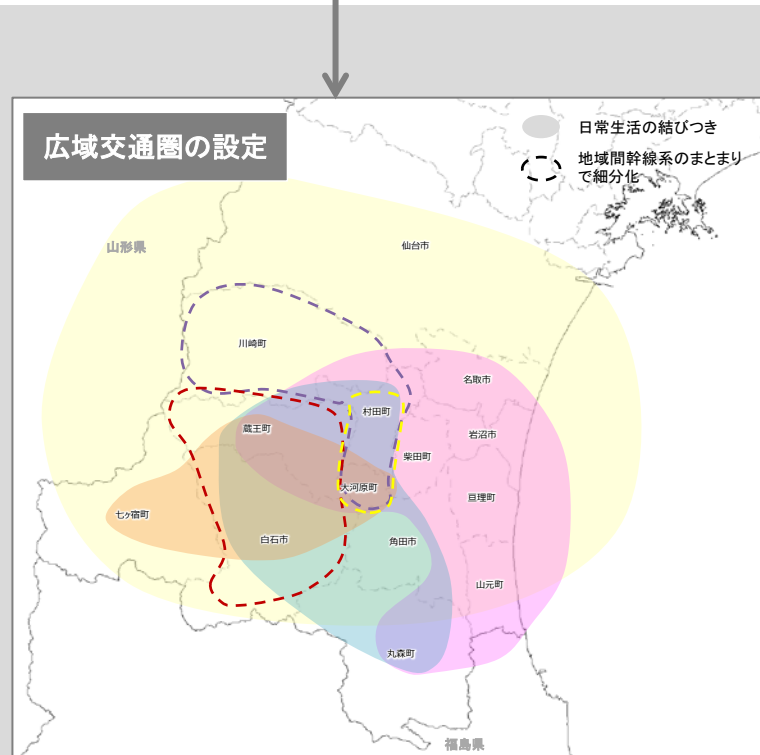 広域交通圏の設定
日常生活の結びつき
地域間幹線系のまとまり
で細分化
山形県
仙台市
川崎町
名取市
村田町
蔵王町
岩沼市
柴田町
大河原町
亘理町
七ヶ宿町
白石市
角田市
山元町
丸森町
福島県